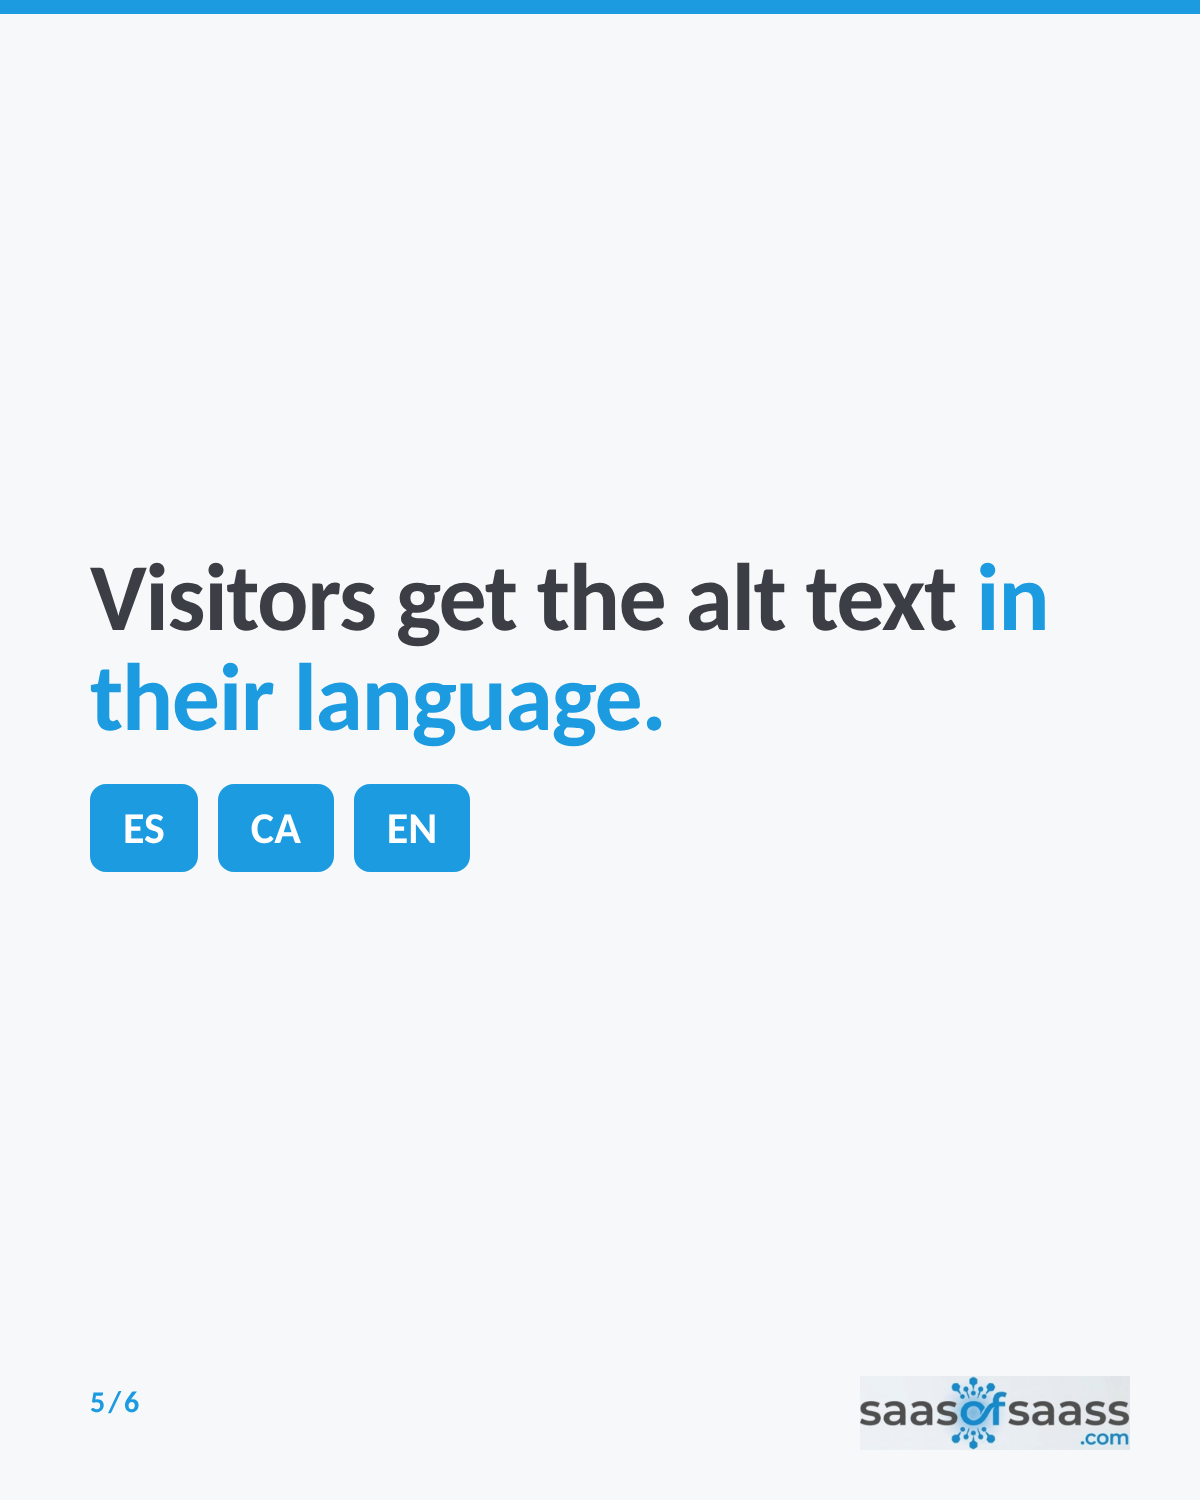 Visitors get the alt text in
their language.
ES CA EN
5/6
saasofsaass
.com